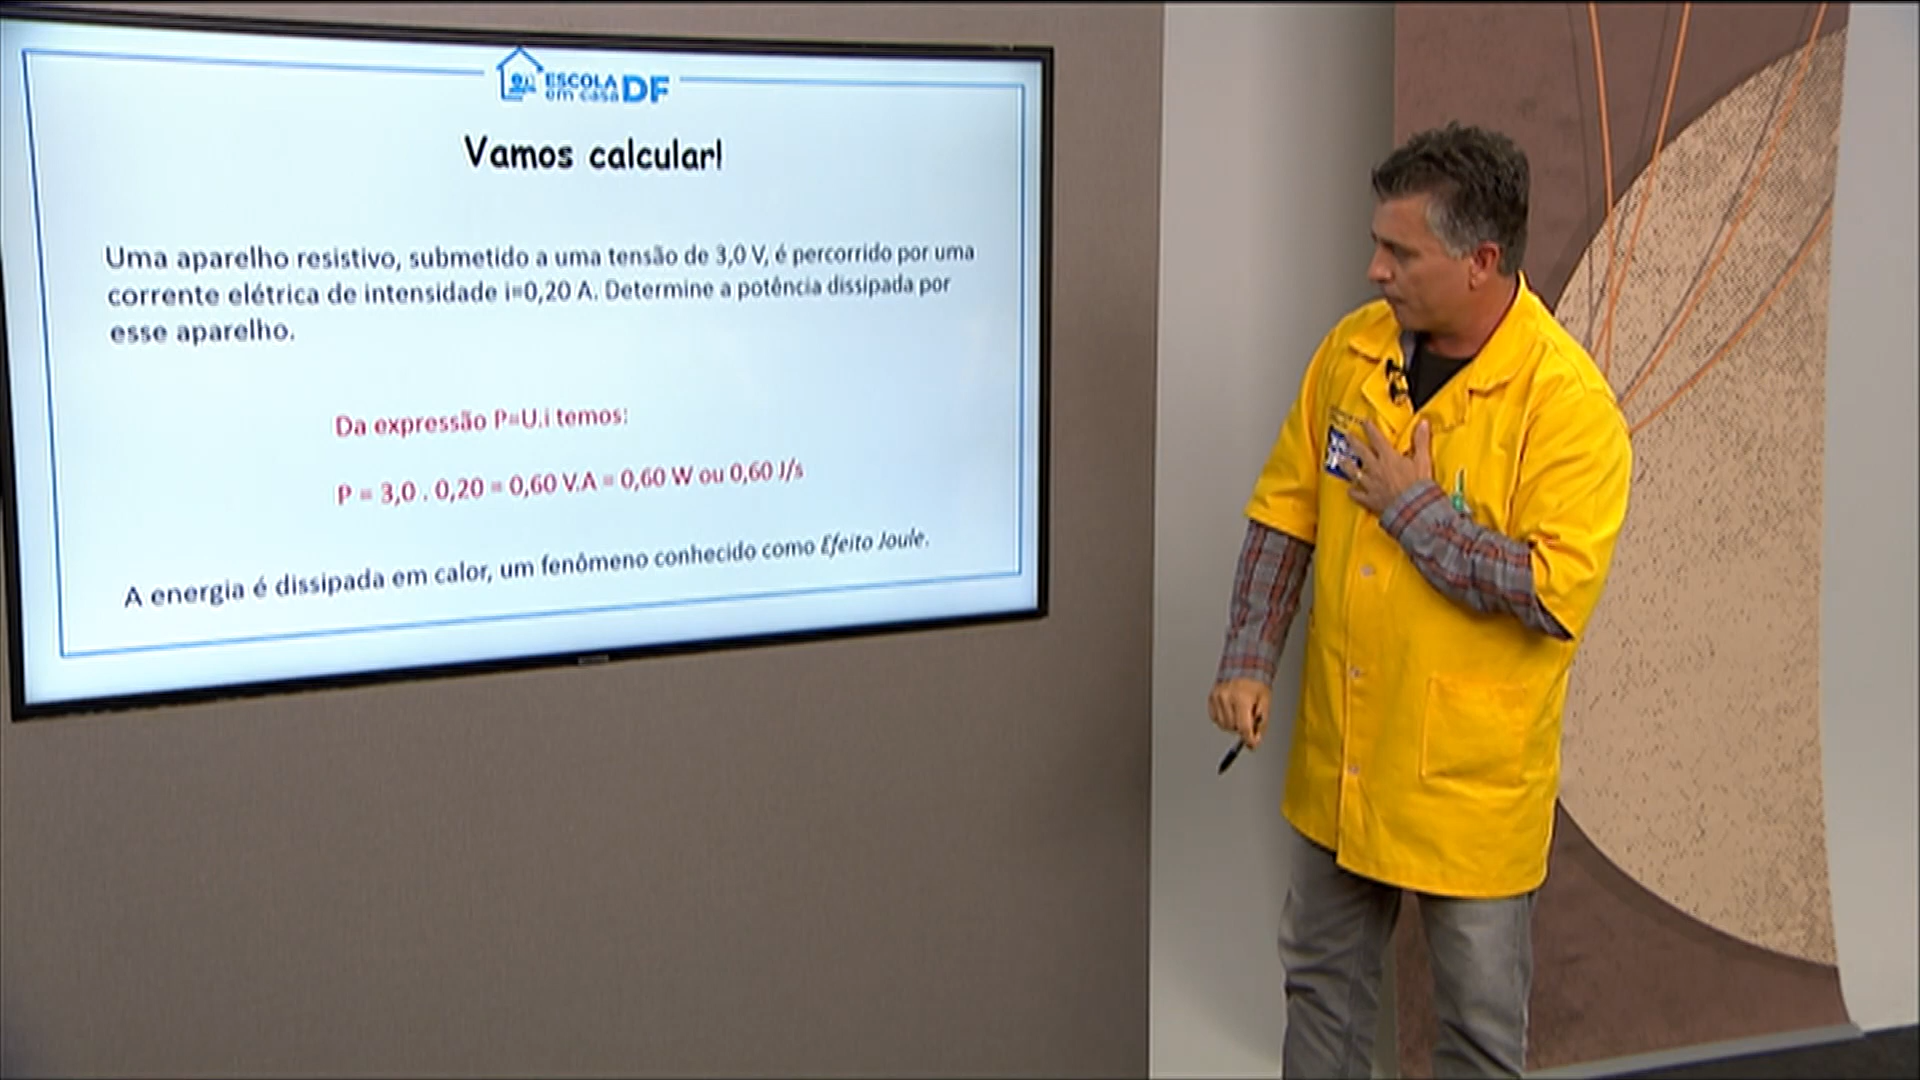 ESCOLA
em casa DF
Vamos calcular!
Uma aparelho resistivo, submetido a uma tensão de 3,0 V, é percorrido por uma
corrente elétrica de intensidade i=0,20 A. Determine a potência dissipada por
esse aparelho.
Da expressão P=U.i temos:
P = 3,0 . 0,20 = 0,60 V.A = 0,60 W ou 0,60 J/s
A energia é dissipada em calor, um fenômeno conhecido como Efeito Joule.